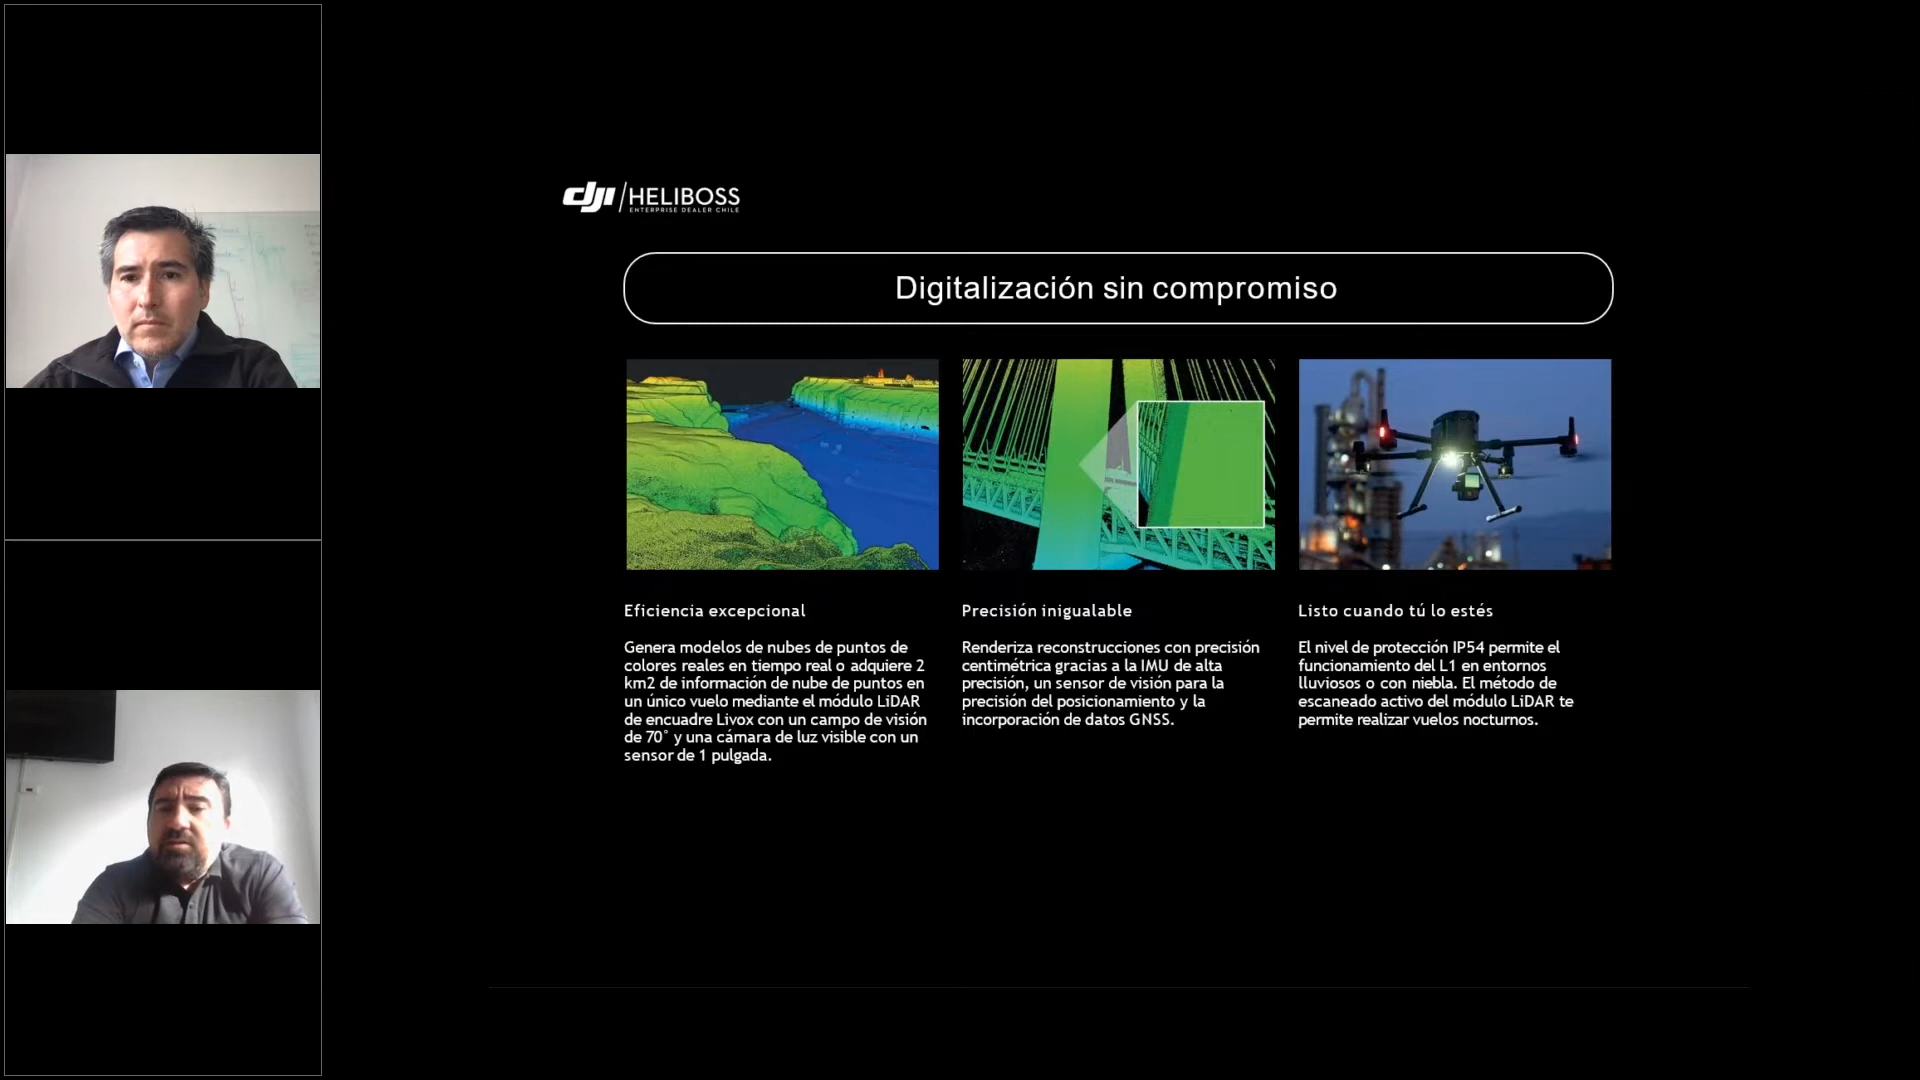 dji/HELIBOSS
ENTERPRISE DEALER CHILE
Digitalización sin compromiso
Eficiencia excepcional
Genera modelos de nubes de puntos de
colores reales en tiempo real o adquiere 2
km2 de información de nube de puntos en
un único vuelo mediante el módulo LiDAR
de encuadre Livox con un campo de visión
de 70° y una cámara de luz visible con un
sensor de 1 pulgada.
Precisión inigualable
Renderiza reconstrucciones con precisión
centimétrica gracias a la IMU de alta
precisión, un sensor de visión para la
precisión del posicionamiento y la
incorporación de datos GNSS.
Listo cuando tú lo estés
El nivel de protección IP54 permite el
funcionamiento del L1 en entornos
lluviosos o con niebla. El método de
escaneado activo del módulo LiDAR te
permite realizar vuelos nocturnos.